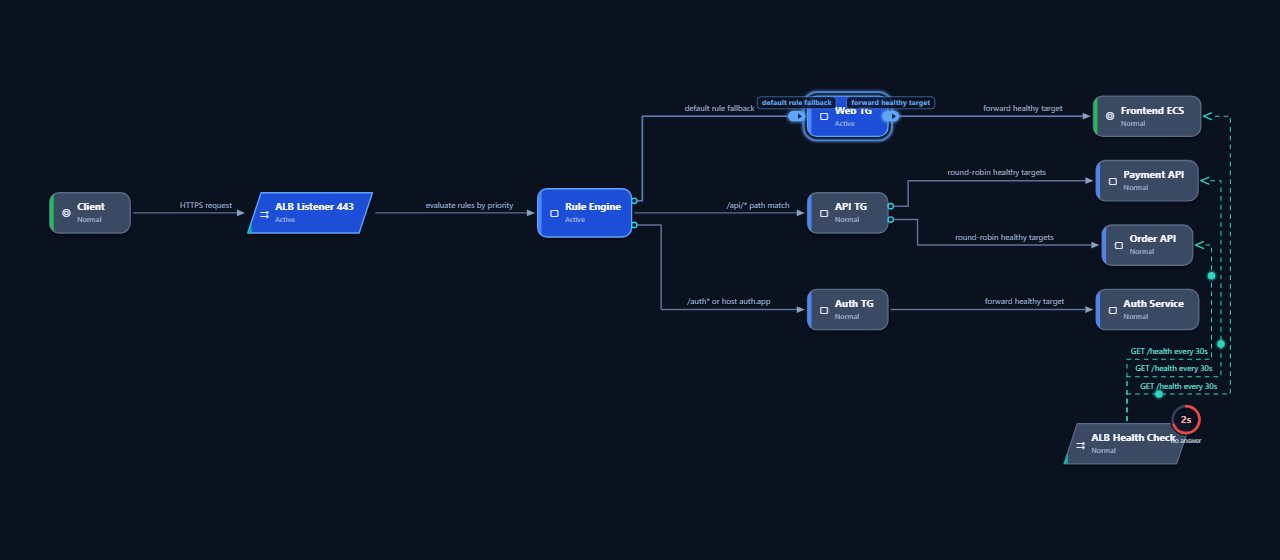 default rule fallback
default rule fallback
forward healthy target
Web TG
Active
forward healthy target
Frontend ECS
Normal
round-robin healthy targets
Payment API
Normal
Client
Normal
HTTPS request
ALB Listener 443
Active
evaluate rules by priority
Rule Engine
Active
/api/* path match
API TG
Normal
round-robin healthy targets
Order API
Normal
/auth* or host auth.app
Auth TG
Normal
forward healthy target
Auth Service
Normal
GET /health every 30s
GET /health every 30s
GET /health every 30s
2s
no answer
ALB Health Check
Normal